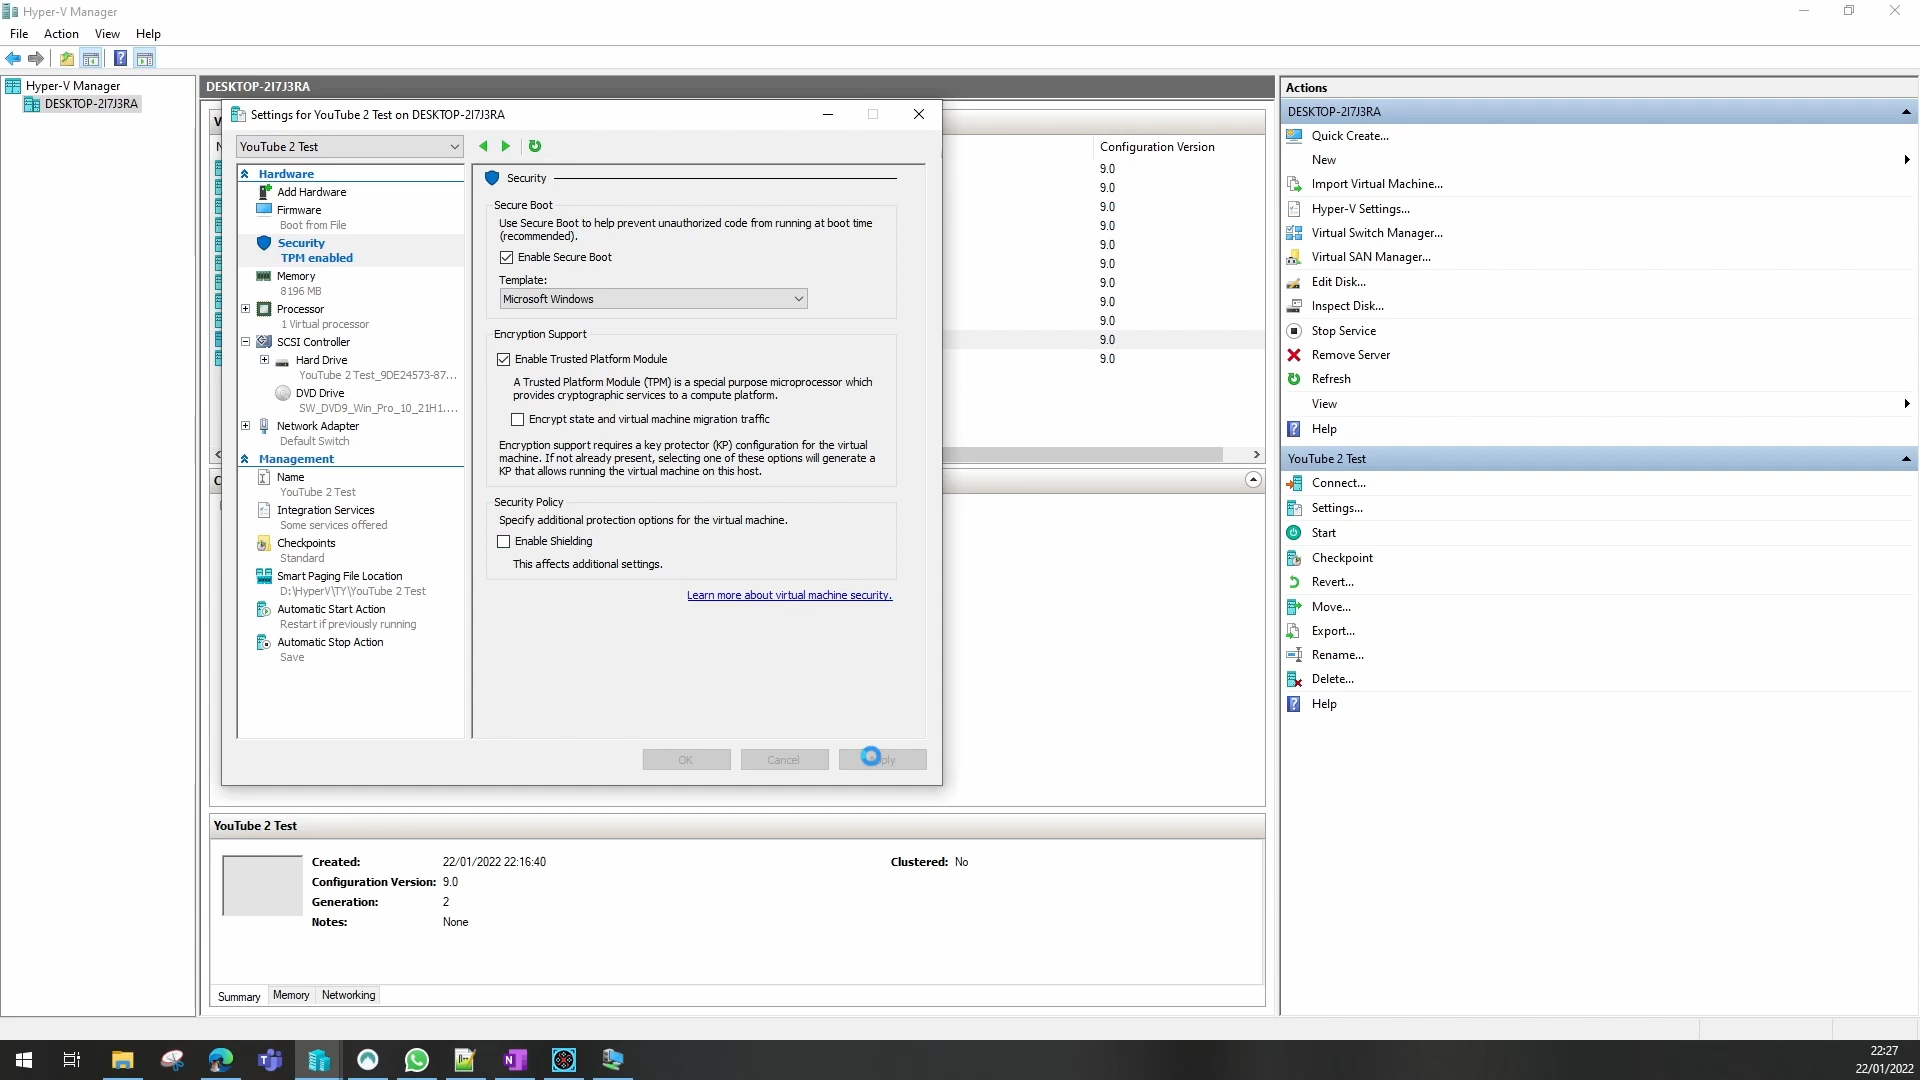 Hyper-V Manager
File Action View Help
Hyper-V Manager
DESKTOP-2I7J3RA
DESKTOP-2I7J3RA
Configuration Version
9.0
9.0
9.0
9.0
9.0
9.0
9.0
9.0
9.0
9.0
9.0
Settings for YouTube 2 Test on DESKTOP-2I7J3RA
YouTube 2 Test
Hardware
Add Hardware
Firmware
Boot from File
Security
TPM enabled
Memory
8196 MB
Processor
1 Virtual processor
SCSI Controller
Hard Drive
YouTube 2 Test_9DE24573-87...
DVD Drive
SW_DVD9_Win_Pro_10_21H1....
Network Adapter
Default Switch
Management
Name
YouTube 2 Test
Integration Services
Some services offered
Checkpoints
Standard
Smart Paging File Location
D:\HyperV\TY\YouTube 2 Test
Automatic Start Action
Restart if previously running
Automatic Stop Action
Save
Security
Secure Boot
Use Secure Boot to help prevent unauthorized code from running at boot time
(recommended).
Enable Secure Boot
Template:
Microsoft Windows
Encryption Support
Enable Trusted Platform Module
A Trusted Platform Module (TPM) is a special purpose microprocessor which
provides cryptographic services to a compute platform.
Encrypt state and virtual machine migration traffic
Encryption support requires a key protector (KP) configuration for the virtual
machine. If not already present, selecting one of these options will generate a
KP that allows running the virtual machine on this host.
Security Policy
Specify additional protection options for the virtual machine.
Enable Shielding
This affects additional settings.
Learn more about virtual machine security.
OK Cancel
YouTube 2 Test
Created: 22/01/2022 22:16:40 Clustered: No
Configuration Version: 9.0
Generation: 2
Notes: None
Summary Memory Networking
Actions
DESKTOP-2I7J3RA
Quick Create...
New
Import Virtual Machine...
Hyper-V Settings...
Virtual Switch Manager...
Virtual SAN Manager...
Edit Disk...
Inspect Disk...
Stop Service
Remove Server
Refresh
View
Help
YouTube 2 Test
Connect...
Settings...
Start
Checkpoint
Revert...
Move...
Export...
Rename...
Delete...
Help
22:27
22/01/2022